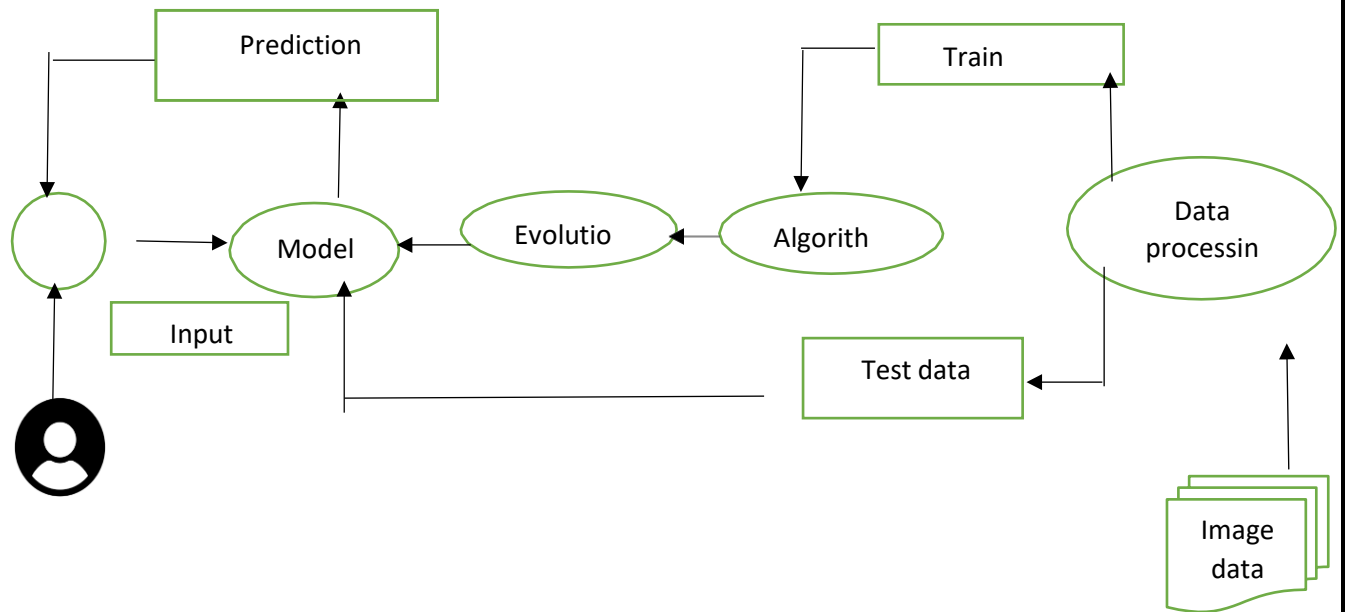 Prediction
Train
Data
processin
Evolutio
Algorith
Model
Input
Test data
Image
data